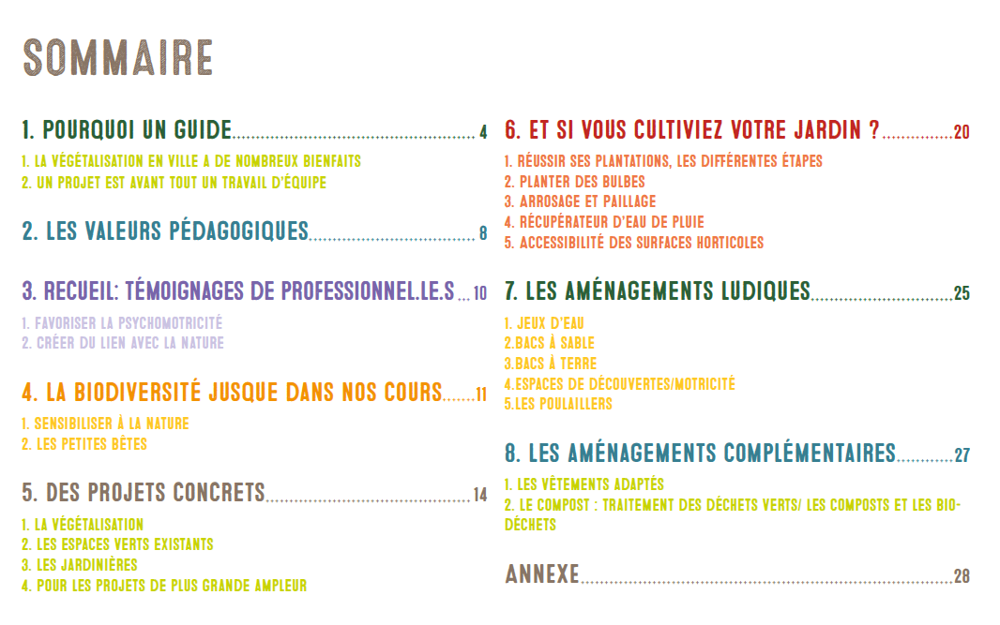 SOMMAIRE
1. POURQUOI UN GUIDE.......................................................... 4
1. LA VÉGÉTALISATION EN VILLE A DE NOMBREUX BIENFAITS
2. UN PROJET EST AVANT TOUT UN TRAVAIL D'ÉQUIPE
2. LES VALEURS PÉDAGOGIQUES........................................ 8
3. RECUEIL: TÉMOIGNAGES DE PROFESSIONNEL.LE.S ... 10
1. FAVORISER LA PSYCHOMOTRICITÉ
2. CRÉER DU LIEN AVEC LA NATURE
4. LA BIODIVERSITÉ JUSQUE DANS NOS COURS.......11
1. SENSIBILISER À LA NATURE
2. LES PETITES BÊTES
5. DES PROJETS CONCRETS................................................. 14
1. LA VÉGÉTALISATION
2. LES ESPACES VERTS EXISTANTS
3. LES JARDINIÈRES
4. POUR LES PROJETS DE PLUS GRANDE AMPLEUR
6. ET SI VOUS CULTIVIEZ VOTRE JARDIN ?...............20
1. RÉUSSIR SES PLANTATIONS, LES DIFFÉRENTES ÉTAPES
2. PLANTER DES BULBES
3. ARROSAGE ET PAILLAGE
4. RÉCUPÉRATEUR D'EAU DE PLUIE
5. ACCESSIBILITÉ DES SURFACES HORTICOLES
7. LES AMÉNAGEMENTS LUDIQUES..................................25
1. JEUX D'EAU
2.BACS À SABLE
3.BACS À TERRE
4.ESPACES DE DÉCOUVERTES/MOTRICITÉ
5.LES POULAILLERS
8. LES AMÉNAGEMENTS COMPLÉMENTAIRES............27
1. LES VÊTEMENTS ADAPTÉS
2. LE COMPOST : TRAITEMENT DES DÉCHETS VERTS/ LES COMPOSTS ET LES BIO-
DÉCHETS
ANNEXE.........................................................................................28